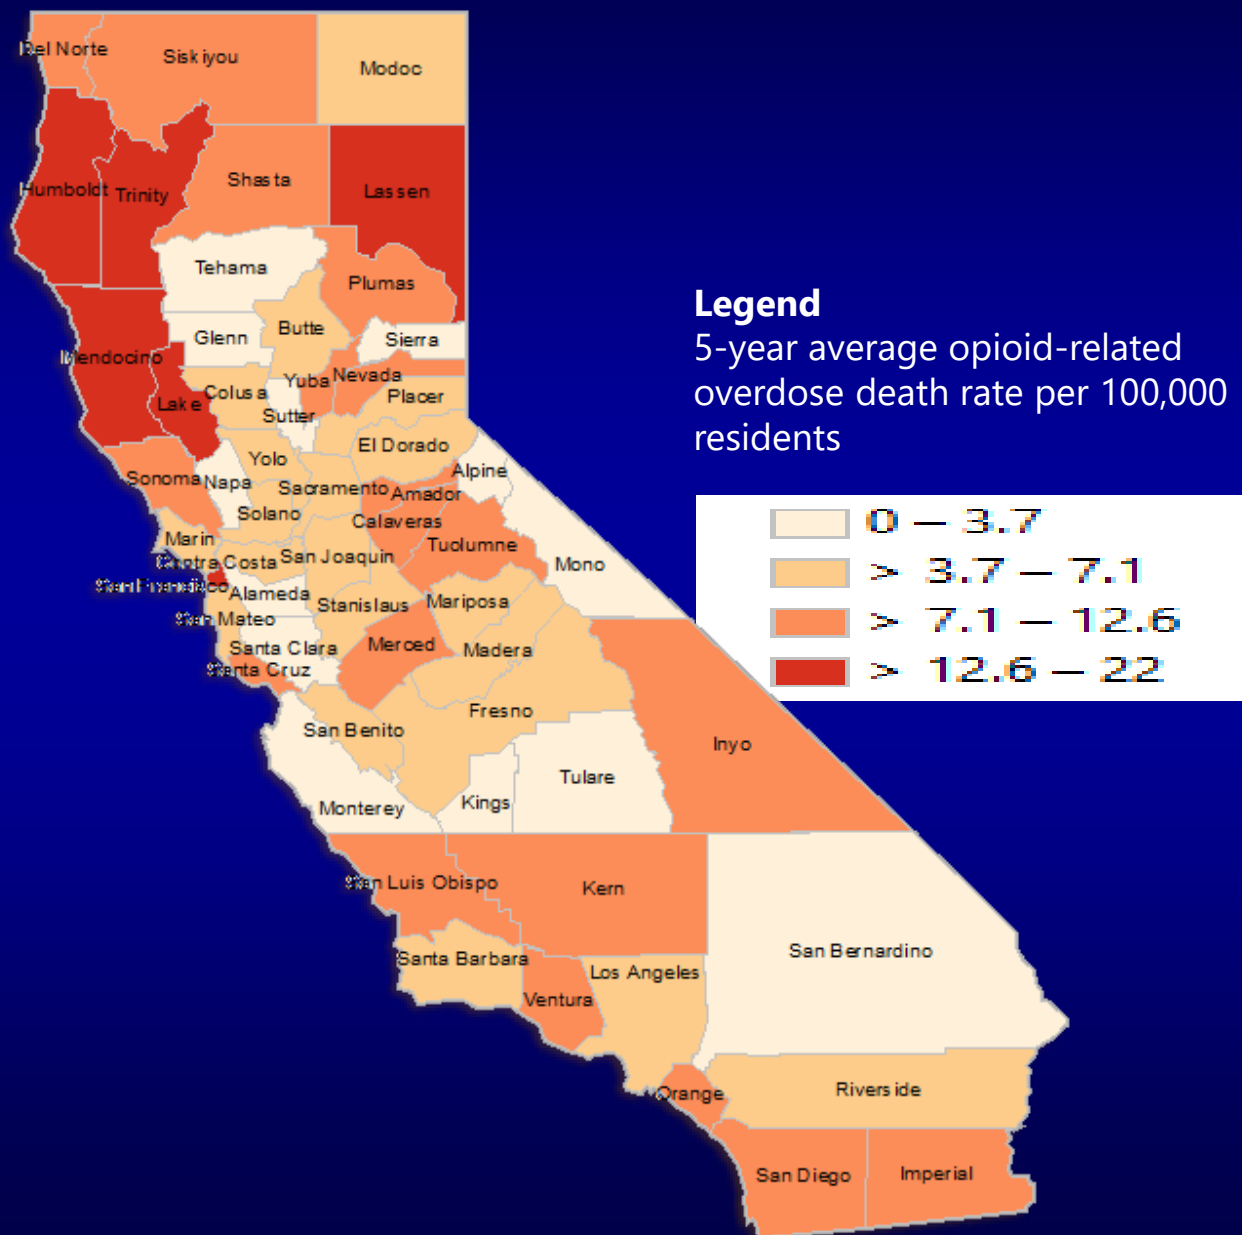 Del Norte
Siskiyou
Modoc
Humboldt
Trinity
Shasta
Lassen
Tehama
Plumas
Glenn
Butte
Sierra
Mendocino
Lake
Colusa
Yuba
Nevada
Placer
Sutter
El Dorado
Sonoma
Napa
Yolo
Sacramento
Amador
Alpine
Solano
Calaveras
Marin
Contra Costa
San Joaquin
Tuolumne
Mono
San Francisco
Alameda
Stanislaus
Mariposa
San Mateo
Santa Clara
Merced
Madera
Santa Cruz
San Benito
Fresno
Inyo
Monterey
Kings
Tulare
San Luis Obispo
Kern
San Bernardino
Santa Barbara
Ventura
Los Angeles
Orange
Riverside
San Diego
Imperial
Legend
5-year average opioid-related
overdose death rate per 100,000
residents
0 – 3.7
> 3.7 – 7.1
> 7.1 – 12.6
> 12.6 – 22